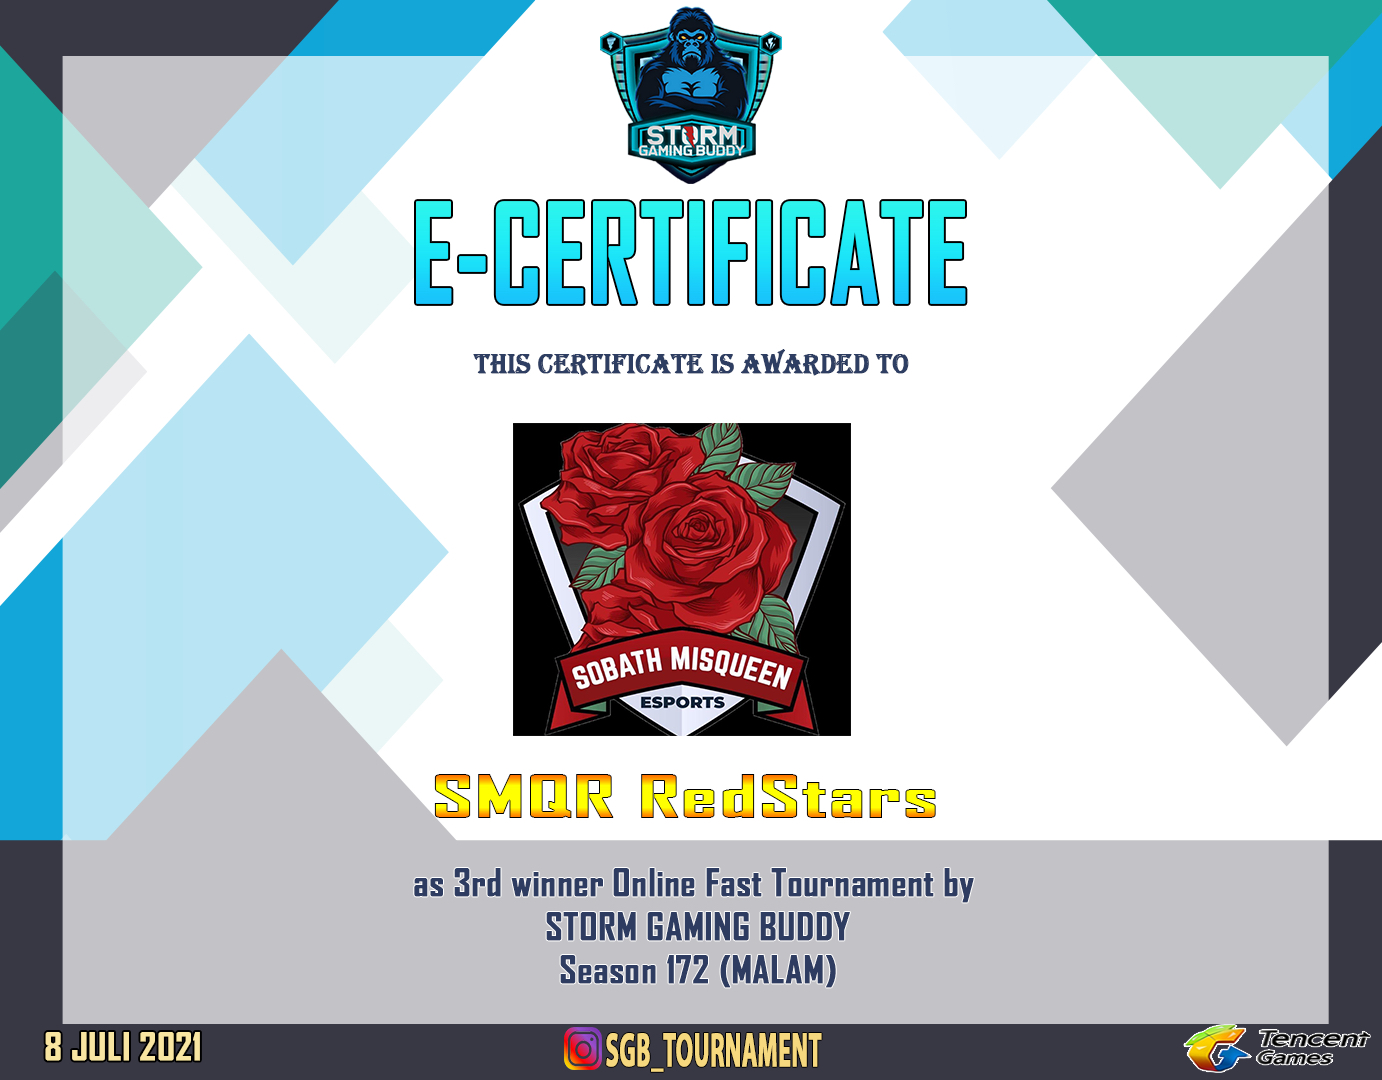 STORM
GAMING BUDDY
E-CERTIFICATE
THIS CERTIFICATE IS AWARDED TO
SOBATH MISQUEEN
ESPORTS
SMQR RedStars
as 3rd winner Online Fast Tournament by
STORM GAMING BUDDY
Season 172 (MALAM)
8 JULI 2021
SGB_TOURNAMENT
Tencent
Games